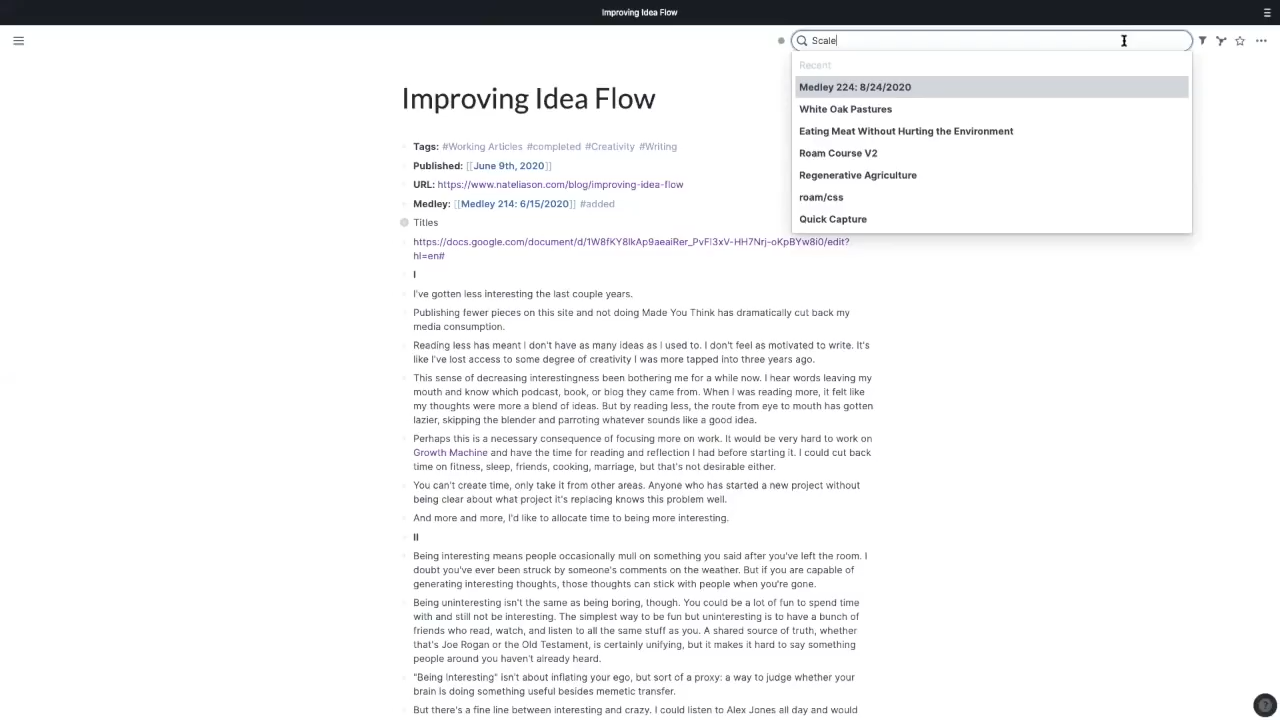 Improving Idea Flow
Scale
Recent
Medley 224: 8/24/2020
White Oak Pastures
Eating Meat Without Hurting the Environment
Roam Course V2
Regenerative Agriculture
roam/css
Quick Capture
Improving Idea Flow
Tags: #Working Articles #completed #Creativity #Writing
Published: [[June 9th, 2020]]
URL: https://www.nateliason.com/blog/improving-idea-flow
Medley: [[Medley 214: 6/15/2020]] #added
Titles
https://docs.google.com/document/d/1W8fKY8lkAp9aeaiRer_PvFl3xV-HH7Nrj-oKpBYw8i0/edit?
hl=en#
I
I've gotten less interesting the last couple years.
Publishing fewer pieces on this site and not doing Made You Think has dramatically cut back my
media consumption.
Reading less has meant I don't have as many ideas as I used to. I don't feel as motivated to write. It's
like I've lost access to some degree of creativity I was more tapped into three years ago.
This sense of decreasing interestingness been bothering me for a while now. I hear words leaving my
mouth and know which podcast, book, or blog they came from. When I was reading more, it felt like
my thoughts were more a blend of ideas. But by reading less, the route from eye to mouth has gotten
lazier, skipping the blender and parroting whatever sounds like a good idea.
Perhaps this is a necessary consequence of focusing more on work. It would be very hard to work on
Growth Machine and have the time for reading and reflection I had before starting it. I could cut back
time on fitness, sleep, friends, cooking, marriage, but that's not desirable either.
You can't create time, only take it from other areas. Anyone who has started a new project without
being clear about what project it's replacing knows this problem well.
And more and more, I'd like to allocate time to being more interesting.
II
Being interesting means people occasionally mull on something you said after you've left the room. I
doubt you've ever been struck by someone's comments on the weather. But if you are capable of
generating interesting thoughts, those thoughts can stick with people when you're gone.
Being uninteresting isn't the same as being boring, though. You could be a lot of fun to spend time
with and still not be interesting. The simplest way to be fun but uninteresting is to have a bunch of
friends who read, watch, and listen to all the same stuff as you. A shared source of truth, whether
that's Joe Rogan or the Old Testament, is certainly unifying, but it makes it hard to say something
people around you haven't already heard.
"Being Interesting" isn't about inflating your ego, but sort of a proxy: a way to judge whether your
brain is doing something useful besides memetic transfer.
But there's a fine line between interesting and crazy. I could listen to Alex Jones all day and would